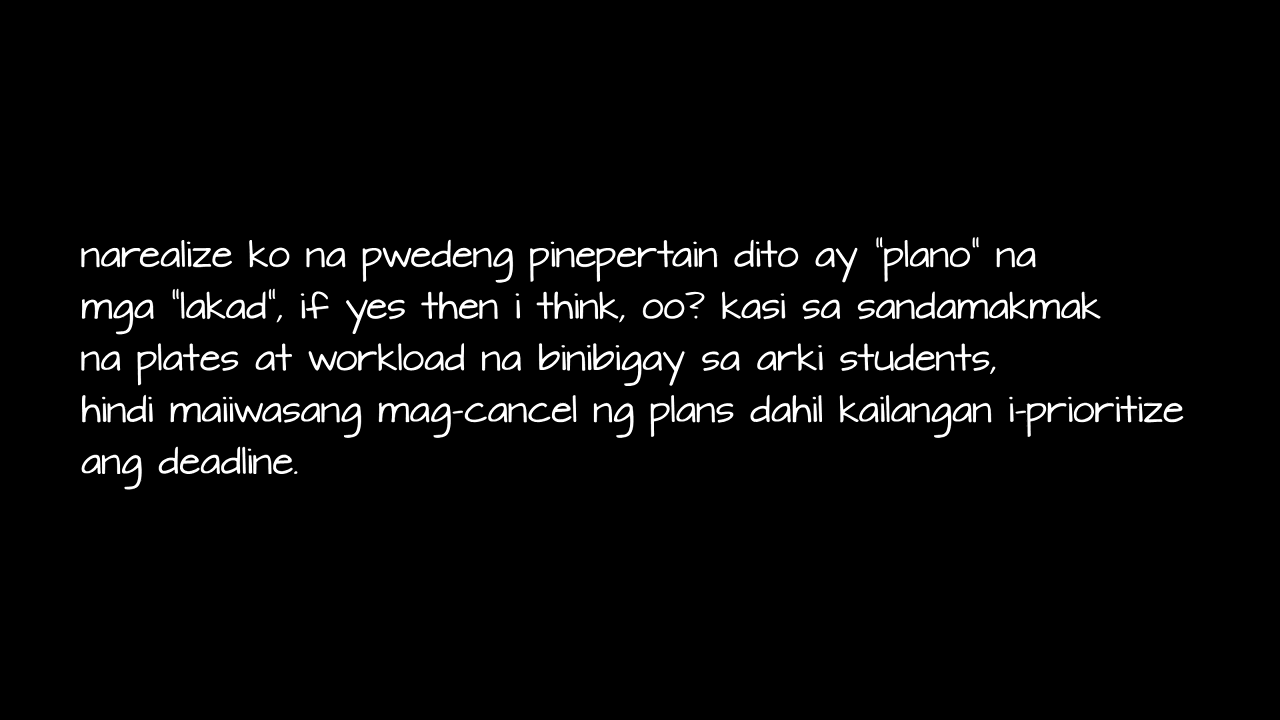 narealize ko na pwedeng pinepertain dito ay "plano" na
mga "lakad", if yes then i think, oo? kasi sa sandamakmak
na plates at workload na binibigay sa arki students,
hindi maiiwasang mag-cancel ng plans dahil kailangan i-prioritize
ang deadline.